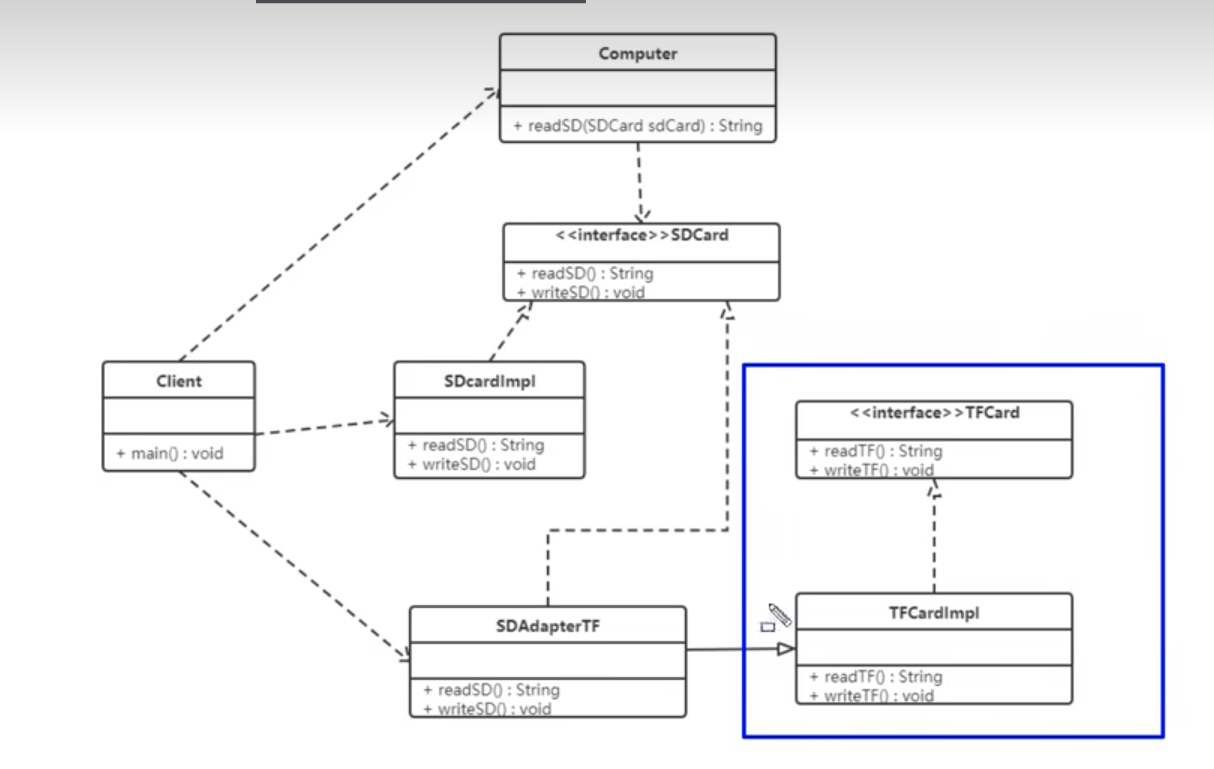 Computer
+ readSD(SDCard sdCard) : String
<<interface>>SDCard
+ readSD() : String
+ writeSD() : void
Client
+ main() : void
SDcardImpl
+ readSD() : String
+ writeSD() : void
<<interface>>TFCard
+ readTF() : String
+ writeTF() : void
SDAdapterTF
+ readSD() : String
+ writeSD() : void
TFCardImpl
+ readTF() : String
+ writeTF() : void